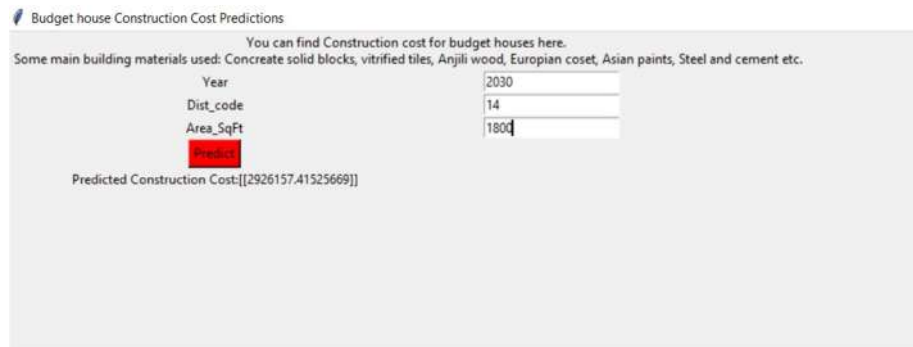 Budget house Construction Cost Predictions
You can find Construction cost for budget houses here.
Some main building materials used: Concreate solid blocks, vitrified tiles, Anjili wood, Europian coset, Asian paints, Steel and cement etc.
Year 2030
Dist_code 14
Area_SqFt 1800
Predict
Predicted Construction Cost:[[2926157.41525669]]